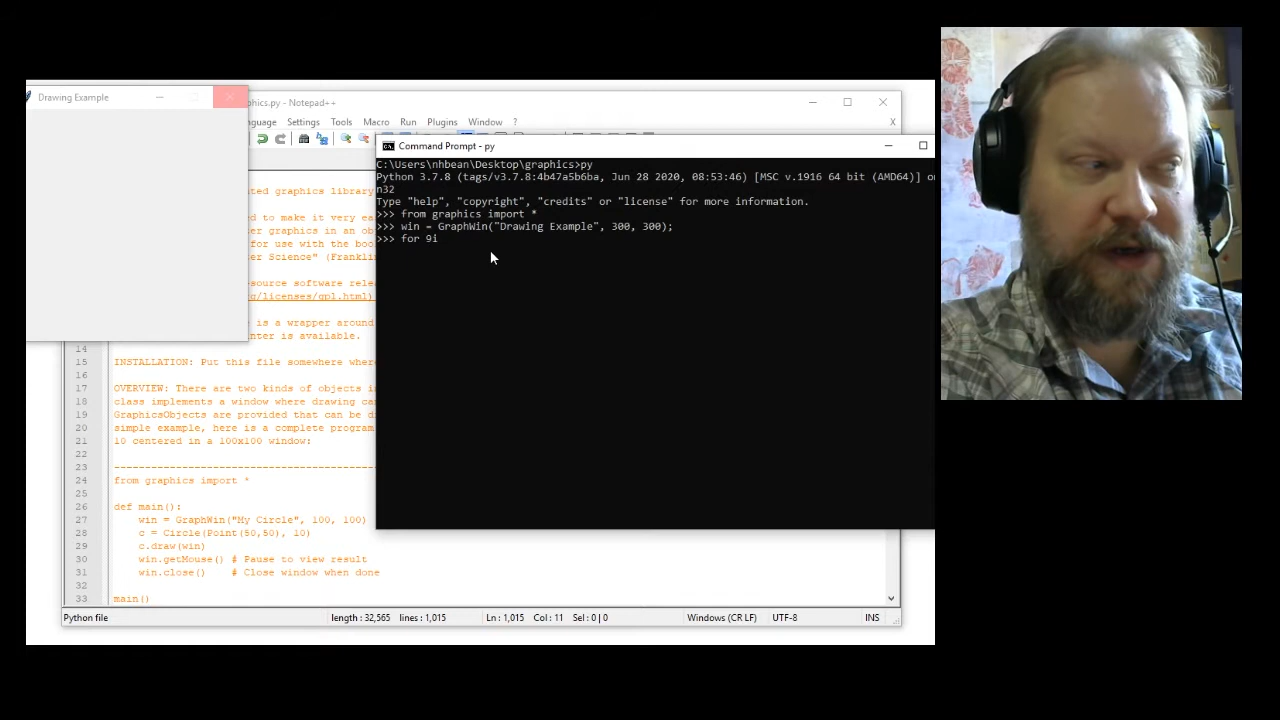 Drawing Example
phics.py - Notepad++
nguage Settings Tools Macro Run Plugins Window ? X
Command Prompt - py
C:\Users\nhbean\Desktop\graphics>py
Python 3.7.8 (tags/v3.7.8:4b47a5b6ba, Jun 28 2020, 08:53:46) [MSC v.1916 64 bit (AMD64)] o
n32
Type "help", "copyright", "credits" or "license" for more information.
>>> from graphics import *
>>> win = GraphWin("Drawing Example", 300, 300);
>>> for 9i
ted graphics library
ed to make it very ea
er graphics in an ob
for use with the boo
er Science" (Frankli
-source software rele
g/licenses/gpl.html)
e is a wrapper around
nter is available.
14
15 INSTALLATION: Put this file somewhere wher
16
17 OVERVIEW: There are two kinds of objects i
18 class implements a window where drawing ca
19 GraphicsObjects are provided that can be d
20 simple example, here is a complete program
21 10 centered in a 100x100 window:
22
23 --------------------------------------------
24 from graphics import *
25
26 def main():
27 win = GraphWin("My Circle", 100, 100)
28 c = Circle(Point(50,50), 10)
29 c.draw(win)
30 win.getMouse() # Pause to view result
31 win.close() # Close window when done
32
33 main()
Python file length : 32,565 lines : 1,015 Ln : 1,015 Col : 11 Sel : 0 | 0 Windows (CR LF) UTF-8 INS